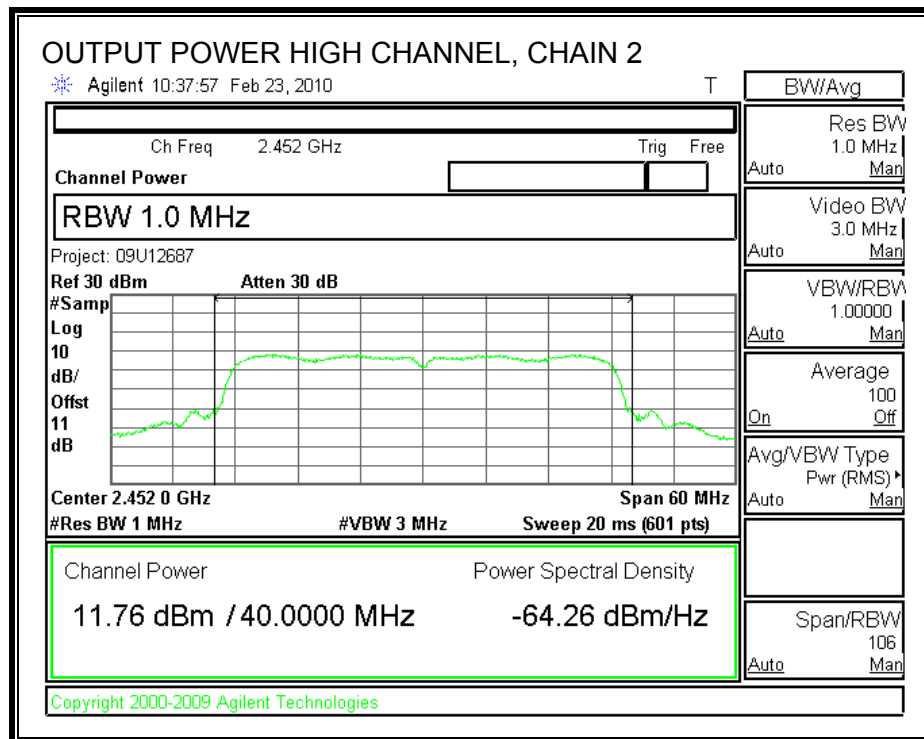 OUTPUT POWER HIGH CHANNEL, CHAIN 2
Agilent 10:37:57 Feb 23, 2010 T
BW/Avg
Ch Freq 2.452 GHz Trig Free
Channel Power
RBW 1.0 MHz
Project: 09U12687
Ref 30 dBm Atten 30 dB
#Samp
Log
10
dB/
Offst
11
dB
Center 2.452 0 GHz Span 60 MHz
#Res BW 1 MHz #VBW 3 MHz Sweep 20 ms (601 pts)
Channel Power Power Spectral Density
11.76 dBm / 40.0000 MHz -64.26 dBm/Hz
Res BW
1.0 MHz
Auto Man
Video BW
3.0 MHz
Auto Man
VBW/RBW
1.00000
Auto Man
Average
100
On Off
Avg/VBW Type
Pwr (RMS)
Auto Man
Span/RBW
106
Auto Man
Copyright 2000-2009 Agilent Technologies